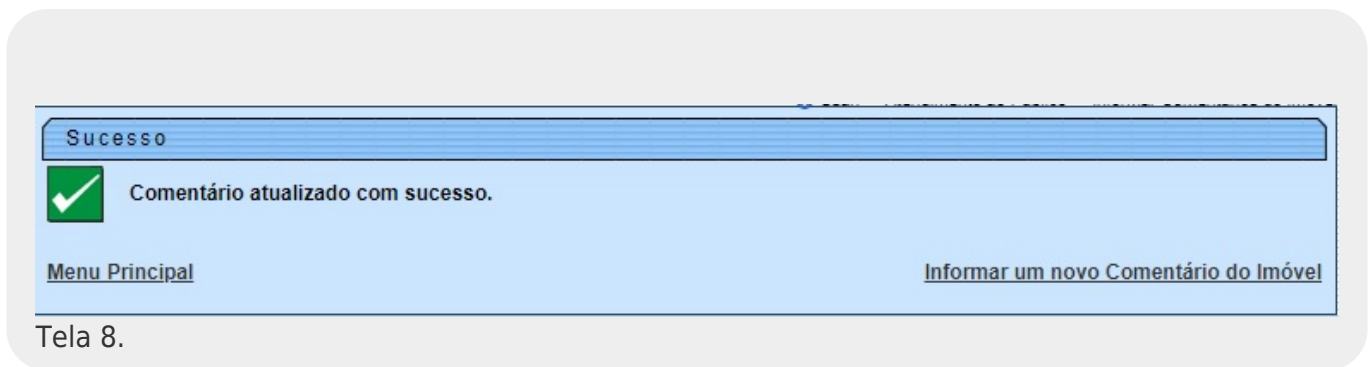 Sucesso
Comentário atualizado com sucesso.
Menu Principal
Informar um novo Comentário do Imóvel
Tela 8.